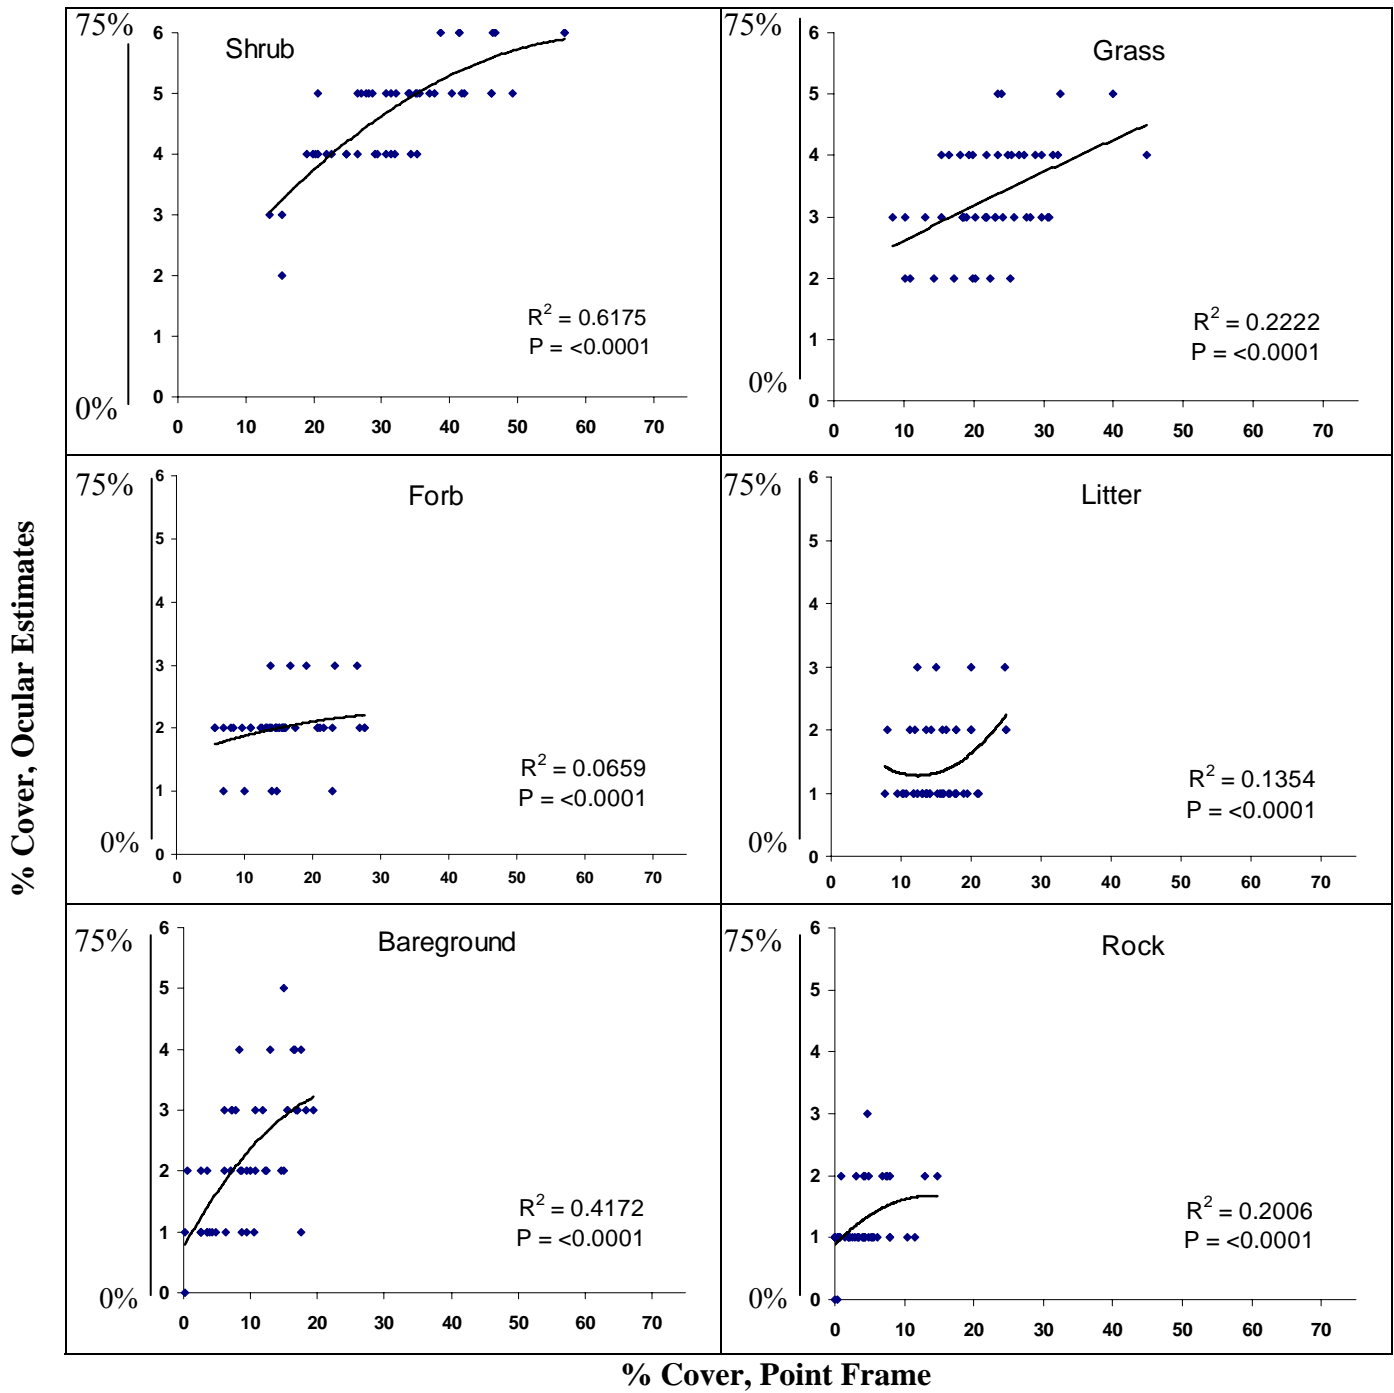 % Cover, Ocular Estimates
75%
0%
Shrub
6
5
4
3
2
1
0
0 10 20 30 40 50 60 70
R² = 0.6175
P = <0.0001
75%
0%
Grass
6
5
4
3
2
1
0
0 10 20 30 40 50 60 70
R² = 0.2222
P = <0.0001
75%
0%
Forb
6
5
4
3
2
1
0
0 10 20 30 40 50 60 70
R² = 0.0659
P = <0.0001
75%
0%
Litter
6
5
4
3
2
1
0
0 10 20 30 40 50 60 70
R² = 0.1354
P = <0.0001
75%
0%
Bareground
6
5
4
3
2
1
0
0 10 20 30 40 50 60 70
R² = 0.4172
P = <0.0001
75%
0%
Rock
6
5
4
3
2
1
0
0 10 20 30 40 50 60 70
R² = 0.2006
P = <0.0001
% Cover, Point Frame